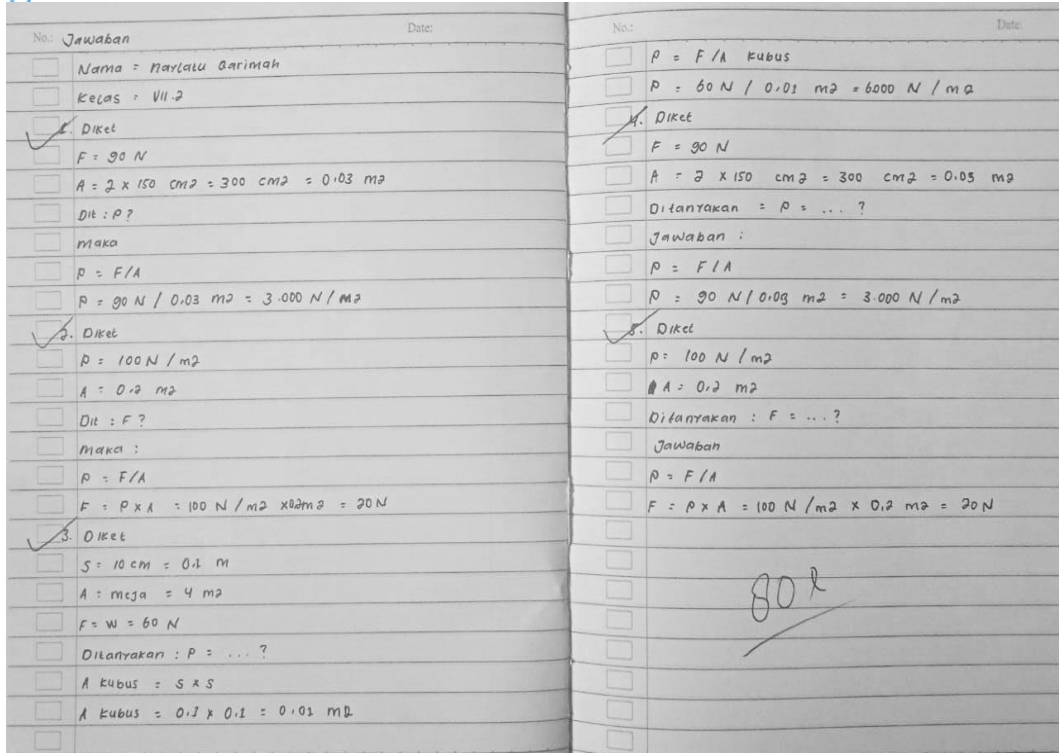 No.: Jawaban Date:
Nama = Narlatu Garimah
Kelas : VII.2
1. Diket
F = 90 N
A = 2 x 150 cm2 = 300 cm2 = 0.03 m2
Dit : P ?
maka
P = F/A
P = 90 N / 0.03 m2 = 3.000 N / m2
2. Diket
P = 100 N / m2
A = 0.2 m2
Dit : F ?
maka :
P = F/A
F = P x A = 100 N / m2 x0.2m2 = 20 N
3. Diket
S = 10 cm = 0.1 m
A = meja = 4 m2
F = W = 60 N
Ditanyakan : P = ... ?
A kubus = S x S
A kubus = 0.1 x 0.1 = 0.01 m2
No.: Date:
P = F / A kubus
P = 60 N / 0.01 m2 = 6000 N / m2
4. Diket
F = 90 N
A = 2 x 150 cm2 = 300 cm2 = 0.03 m2
Ditanyakan = P = ... ?
Jawaban :
P = F / A
P = 90 N / 0.03 m2 = 3.000 N / m2
5. Diket
P = 100 N / m2
A = 0,2 m2
Ditanyakan : F = ... ?
Jawaban
P = F / A
F = P x A = 100 N / m2 x 0,2 m2 = 20 N
80